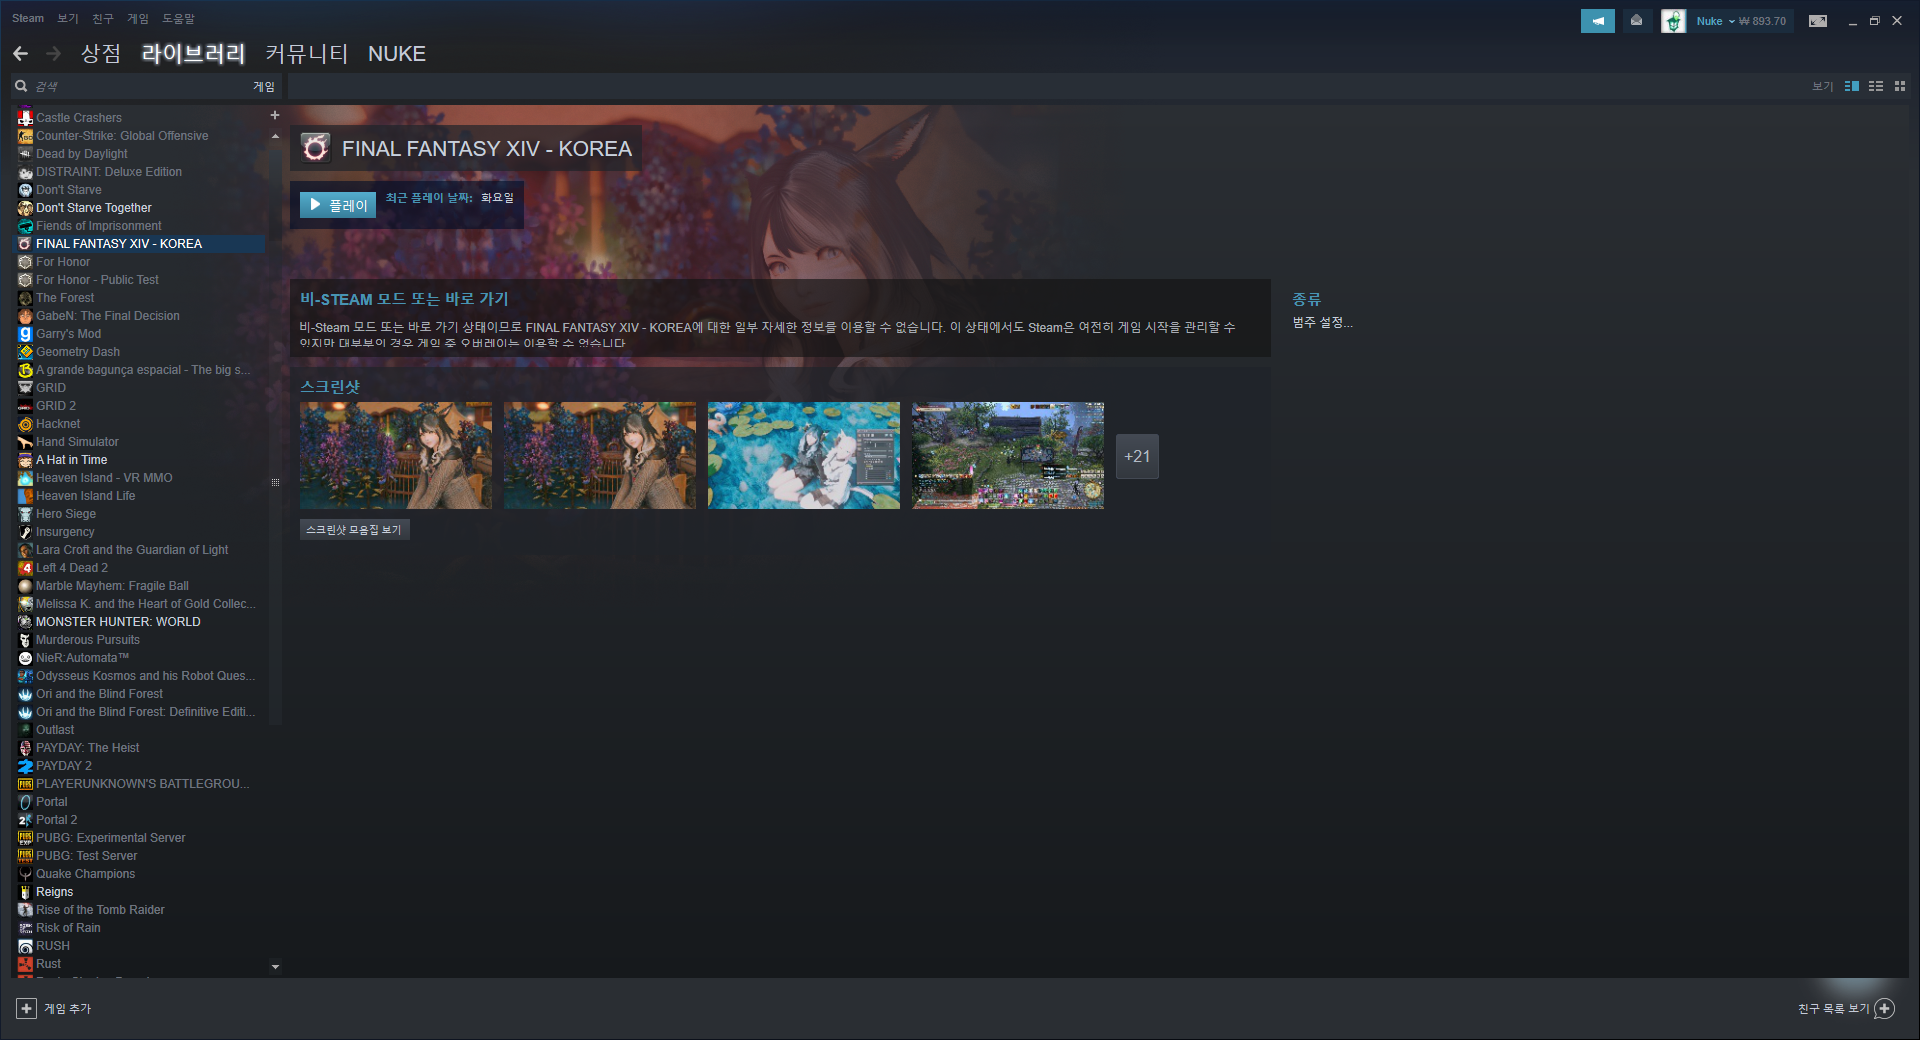 Steam 보기 친구 게임 도움말
Nuke ₩ 893.70
상점 라이브러리 커뮤니티 NUKE
검색 게임
보기
Castle Crashers
Counter-Strike: Global Offensive
Dead by Daylight
DISTRAINT: Deluxe Edition
Don't Starve
Don't Starve Together
Fiends of Imprisonment
FINAL FANTASY XIV - KOREA
For Honor
For Honor - Public Test
The Forest
GabeN: The Final Decision
Garry's Mod
Geometry Dash
A grande bagunça espacial - The big s...
GRID
GRID 2
Hacknet
Hand Simulator
A Hat in Time
Heaven Island - VR MMO
Heaven Island Life
Hero Siege
Insurgency
Lara Croft and the Guardian of Light
Left 4 Dead 2
Marble Mayhem: Fragile Ball
Melissa K. and the Heart of Gold Collec...
MONSTER HUNTER: WORLD
Murderous Pursuits
NieR:Automata™
Odysseus Kosmos and his Robot Ques...
Ori and the Blind Forest
Ori and the Blind Forest: Definitive Editi...
Outlast
PAYDAY: The Heist
PAYDAY 2
PLAYERUNKNOWN'S BATTLEGROU...
Portal
Portal 2
PUBG: Experimental Server
PUBG: Test Server
Quake Champions
Reigns
Rise of the Tomb Raider
Risk of Rain
RUSH
Rust
FINAL FANTASY XIV - KOREA
플레이
최근 플레이 날짜: 화요일
비-STEAM 모드 또는 바로 가기
비-Steam 모드 또는 바로 가기 상태이므로 FINAL FANTASY XIV - KOREA에 대한 일부 자세한 정보를 이용할 수 없습니다. 이 상태에서도 Steam은 여전히 게임 시작을 관리할 수
있지만 대부분의 경우 게임 중 오버레이는 이용할 수 없습니다
종류
범주 설정...
스크린샷
+21
스크린샷 모음집 보기
게임 추가
친구 목록 보기